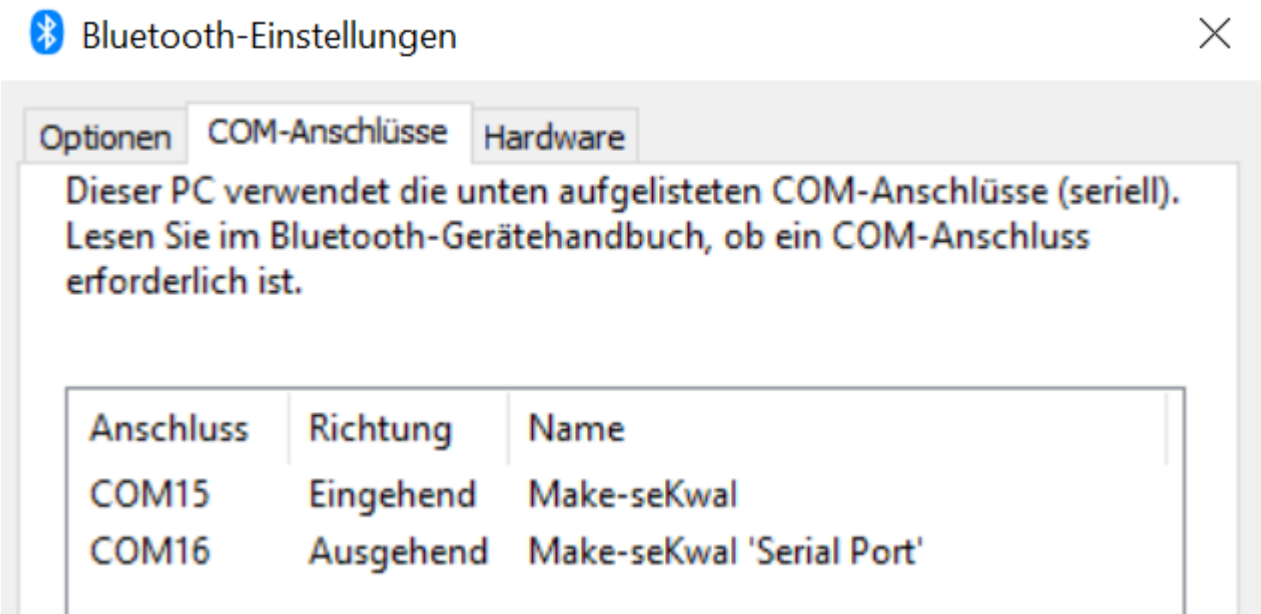 Bluetooth-Einstellungen
Optionen COM-Anschlüsse Hardware
Dieser PC verwendet die unten aufgelisteten COM-Anschlüsse (seriell).
Lesen Sie im Bluetooth-Gerätehandbuch, ob ein COM-Anschluss
erforderlich ist.
Anschluss Richtung Name
COM15 Eingehend Make-seKwal
COM16 Ausgehend Make-seKwal 'Serial Port'